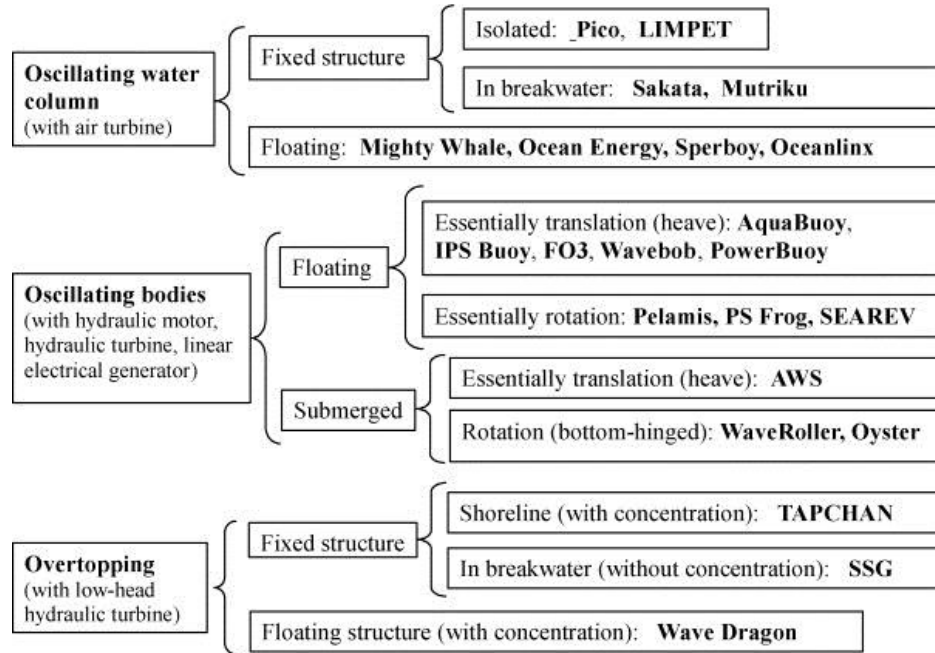 Oscillating water
column
(with air turbine)
Fixed structure
Isolated: _Pico, LIMPET
In breakwater: Sakata, Mutriku
Floating: Mighty Whale, Ocean Energy, Sperboy, Oceanlinx
Oscillating bodies
(with hydraulic motor,
hydraulic turbine, linear
electrical generator)
Floating
Essentially translation (heave): AquaBuoy,
IPS Buoy, FO3, Wavebob, PowerBuoy
Essentially rotation: Pelamis, PS Frog, SEAREV
Submerged
Essentially translation (heave): AWS
Rotation (bottom-hinged): WaveRoller, Oyster
Overtopping
(with low-head
hydraulic turbine)
Fixed structure
Shoreline (with concentration): TAPCHAN
In breakwater (without concentration): SSG
Floating structure (with concentration): Wave Dragon